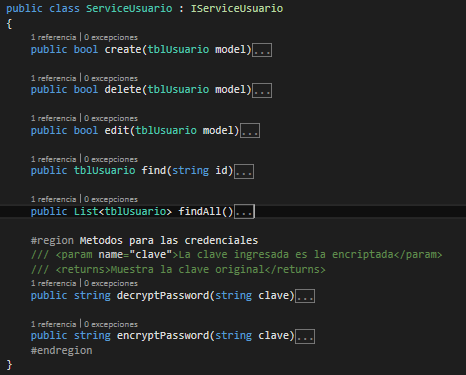 public class ServiceUsuario : IServiceUsuario
{
1 referencia | 0 excepciones
public bool create(tblUsuario model)...
1 referencia | 0 excepciones
public bool delete(tblUsuario model)...
1 referencia | 0 excepciones
public bool edit(tblUsuario model)...
1 referencia | 0 excepciones
public tblUsuario find(string id)...
1 referencia | 0 excepciones
public List<tblUsuario> findAll()...
#region Metodos para las credenciales
/// <param name="clave">La clave ingresada es la encriptada</param>
/// <returns>Muestra la clave original</returns>
1 referencia | 0 excepciones
public string decryptPassword(string clave)...
1 referencia | 0 excepciones
public string encryptPassword(string clave)...
#endregion
}